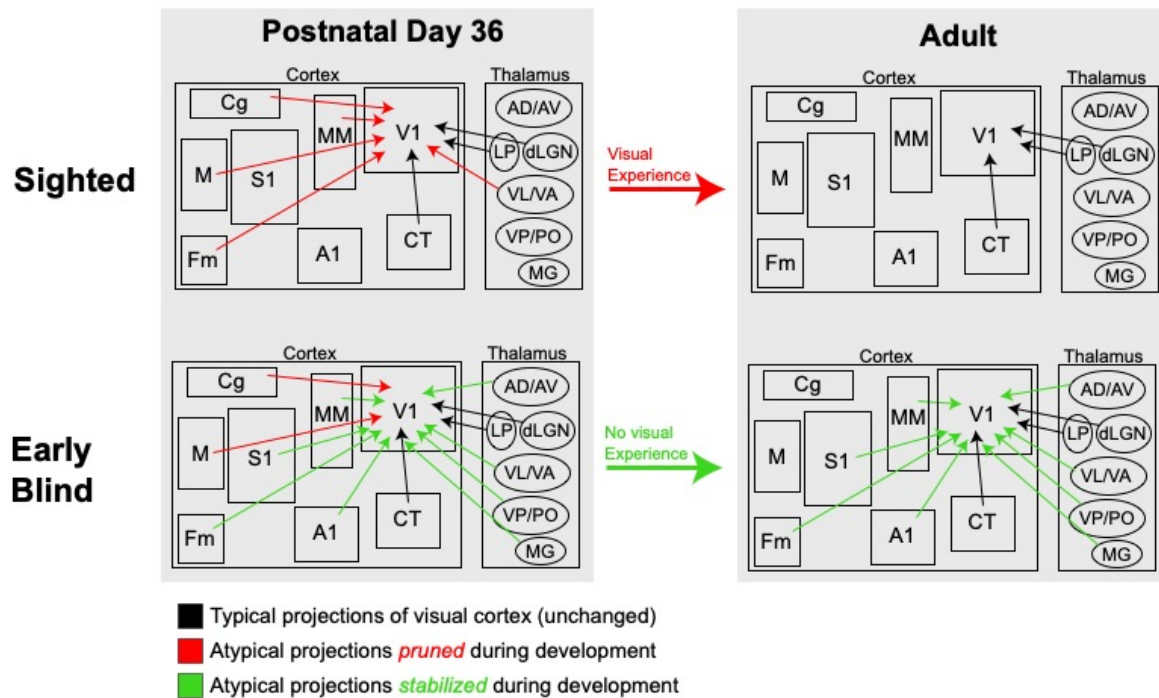 Postnatal Day 36
Adult
Sighted
Cortex
Thalamus
Cg
MM
V1
M
S1
Fm
A1
CT
AD/AV
LP
dLGN
VL/VA
VP/PO
MG
Visual
Experience
Cortex
Thalamus
Cg
MM
V1
M
S1
Fm
A1
CT
AD/AV
LP
dLGN
VL/VA
VP/PO
MG
Early
Blind
Cortex
Thalamus
Cg
MM
V1
M
S1
Fm
A1
CT
AD/AV
LP
dLGN
VL/VA
VP/PO
MG
No visual
Experience
Cortex
Thalamus
Cg
MM
V1
M
S1
Fm
A1
CT
AD/AV
LP
dLGN
VL/VA
VP/PO
MG
Typical projections of visual cortex (unchanged)
Atypical projections pruned during development
Atypical projections stabilized during development